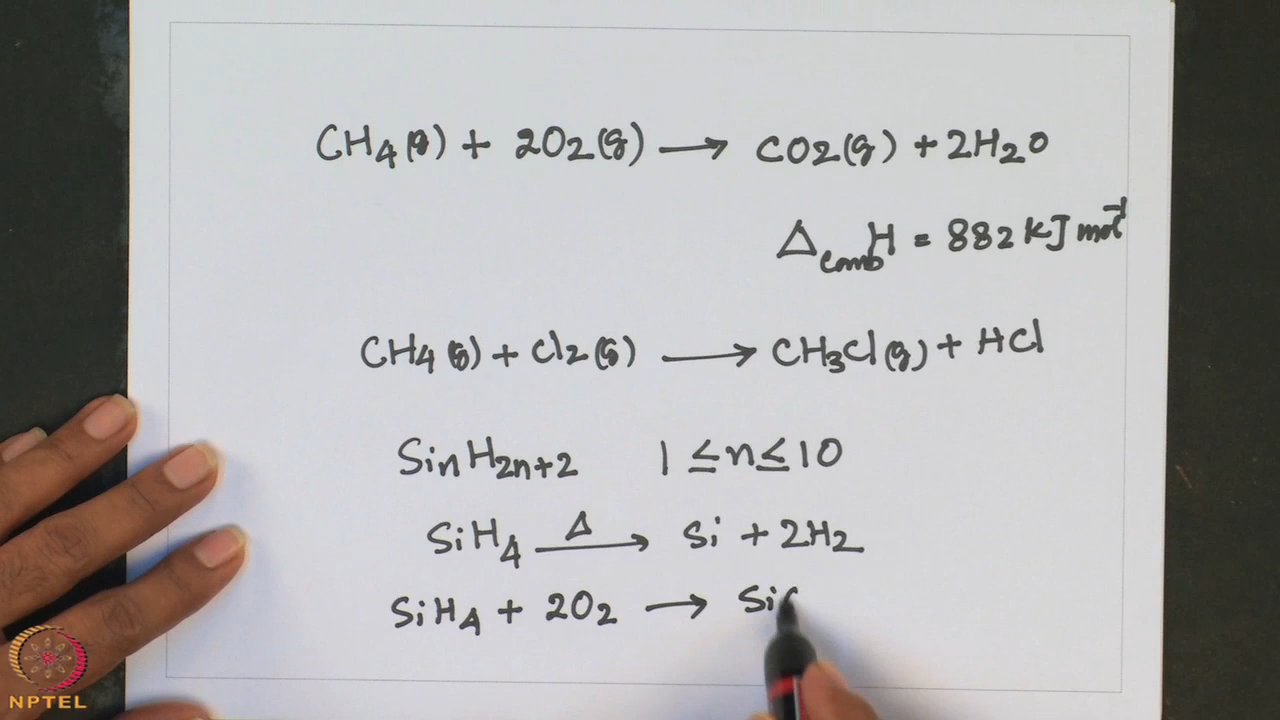 CH4(g) + 2O2(g) → CO2(g) + 2H2O
ΔcombH = 882 kJ mol⁻¹
CH4(g) + Cl2(g) → CH3Cl(g) + HCl
SinH2n+2 1 ≤ n ≤ 10
SiH4 Δ→ Si + 2H2
SiH4 + 2O2 → Si
NPTEL